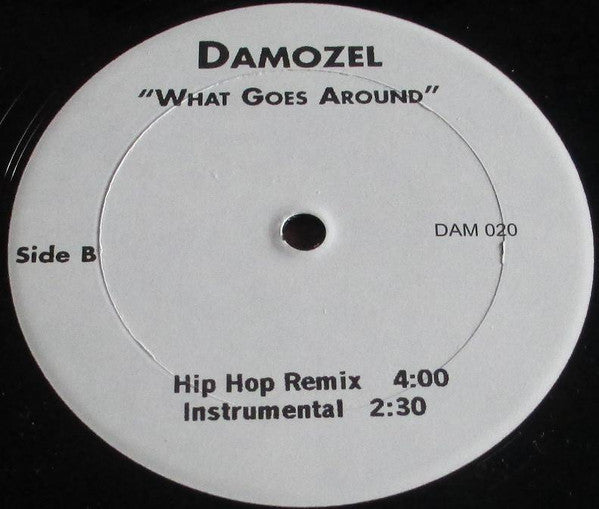 DAMOZEL
"WHAT GOES AROUND"
DAM 020
Side B
Hip Hop Remix 4:00
Instrumental 2:30